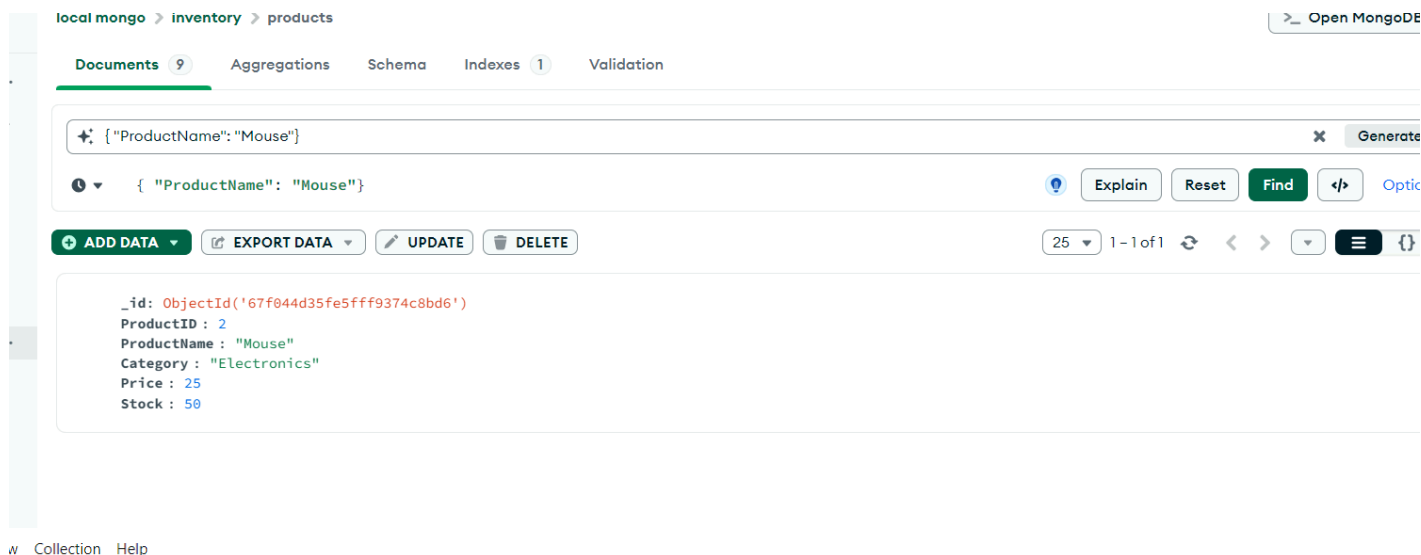 local mongo > inventory > products
>_ Open MongoDB
Documents 9 Aggregations Schema Indexes 1 Validation
{ "ProductName": "Mouse"}
Generate
{ "ProductName": "Mouse"}
Explain Reset Find </> Optio
ADD DATA EXPORT DATA UPDATE DELETE
25 1 – 1 of 1 {}
_id: ObjectId('67f044d35fe5fff9374c8bd6')
ProductID : 2
ProductName : "Mouse"
Category : "Electronics"
Price : 25
Stock : 50
w Collection Help